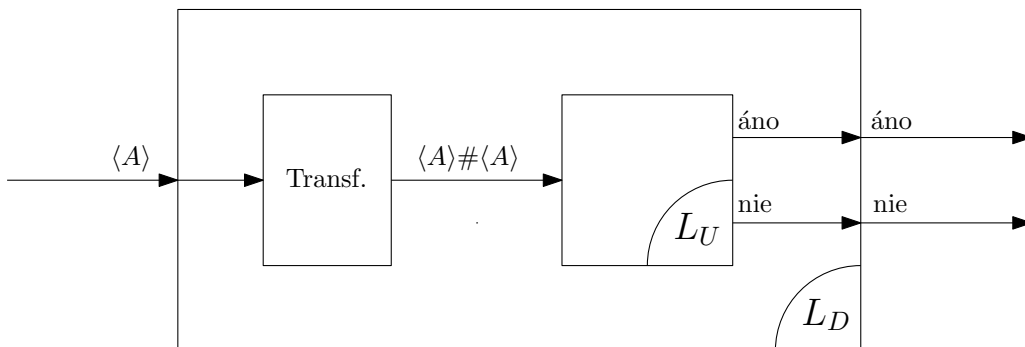 áno áno
⟨A⟩ ⟨A⟩#⟨A⟩
Transf.
nie nie
L_U
L_D